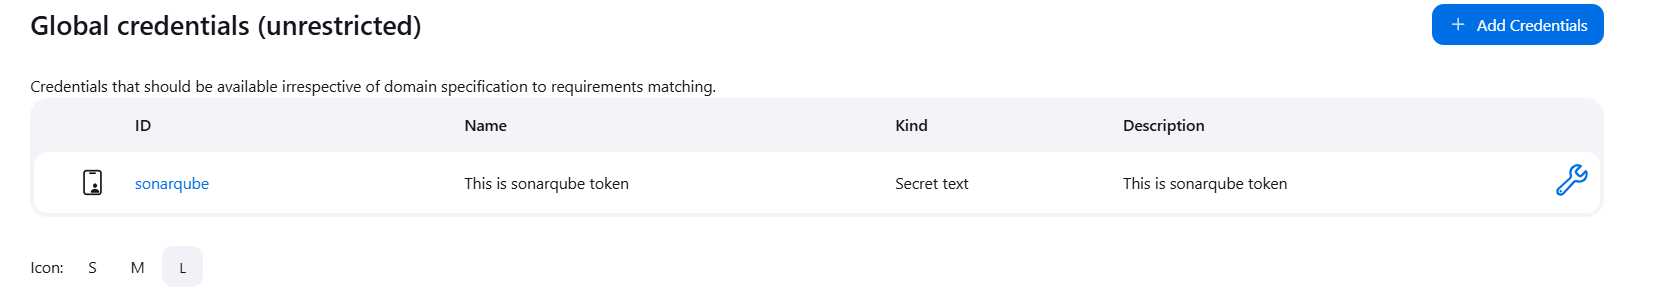 Global credentials (unrestricted)
+ Add Credentials
Credentials that should be available irrespective of domain specification to requirements matching.
ID Name Kind Description
sonarqube This is sonarqube token Secret text This is sonarqube token
Icon: S M L